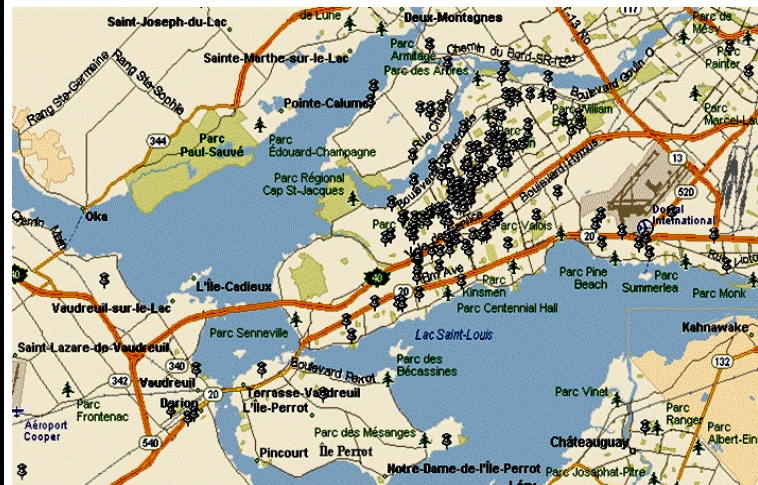 117
Saint-Joseph-du-Lac
de Lune
Deux-Montagnes
Parc de
Sainte-Marthe-sur-le-Lac
Parc
Armitage
Chemin du
Parc
Painter
Parc des Arbres
Rang Ste-Germaine
Rang Ste-Sophie
Pointe-Calumet
Boulevard Gouin O
Parc William
Parc
344
Parc
Paul-Sauvé
Parc
Édouard-Champagne
13
Parc Régional
Cap St-Jacques
520
Oka
Parc
Parc Valois
Dorval
International
20
40
40
L'Île-Cadieux
20
Parc
Kinsmen
Parc Pine
Beach
Parc
Summerlea
Parc Monk
Vaudreuil-sur-le-Lac
Parc Centennial Hall
Parc Senneville
Lac Saint-Louis
Kahnawake
Saint-Lazare-de-Vaudreuil
340
Boulevard Perrot
Parc des
Bécassines
132
342
Vaudreuil
20
Terrasse-Vaudreuil
Parc Vinet
Parc
Frontenac
Dorion
L'Île-Perrot
Parc
Ranger
Aéroport
Cooper
540
Parc des Mésanges
Châteauguay
Parc
Albert-Ein
Pincourt
Île Perrot
Notre-Dame-de-l'Île-Perrot
Parc Josaphat-Pitre
Léry